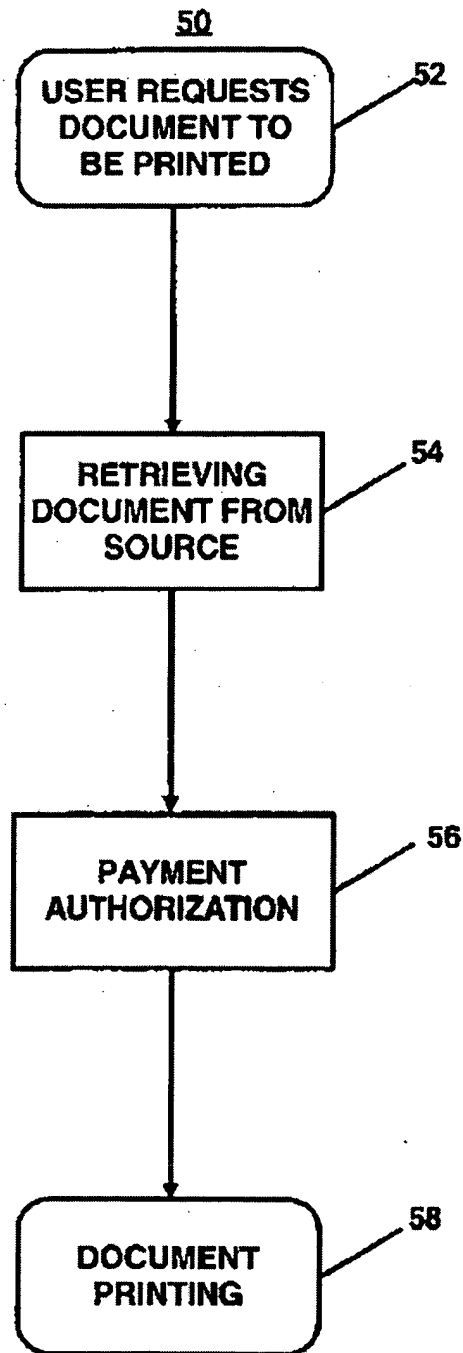 50
USER REQUESTS
DOCUMENT TO
BE PRINTED
52
RETRIEVING
DOCUMENT FROM
SOURCE
54
PAYMENT
AUTHORIZATION
56
DOCUMENT
PRINTING
58